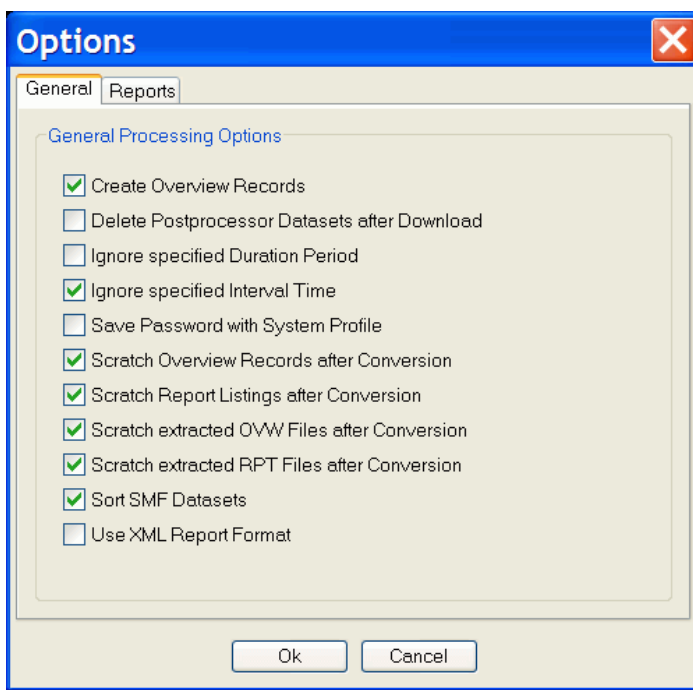 Options
General Reports
General Processing Options
Create Overview Records
Delete Postprocessor Datasets after Download
Ignore specified Duration Period
Ignore specified Interval Time
Save Password with System Profile
Scratch Overview Records after Conversion
Scratch Report Listings after Conversion
Scratch extracted OVW Files after Conversion
Scratch extracted RPT Files after Conversion
Sort SMF Datasets
Use XML Report Format
Ok Cancel